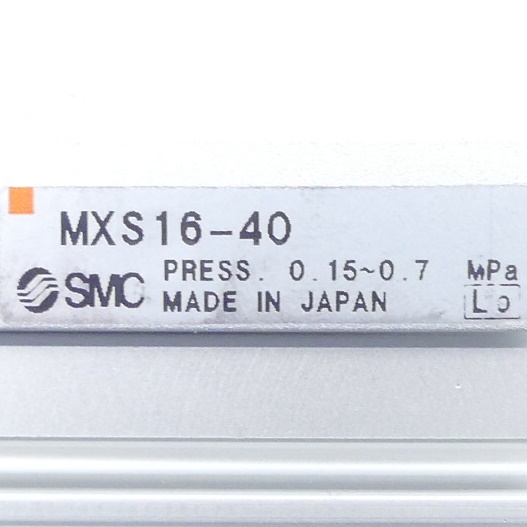 MXS16-40
SMC PRESS. 0.15~0.7 MPa
MADE IN JAPAN